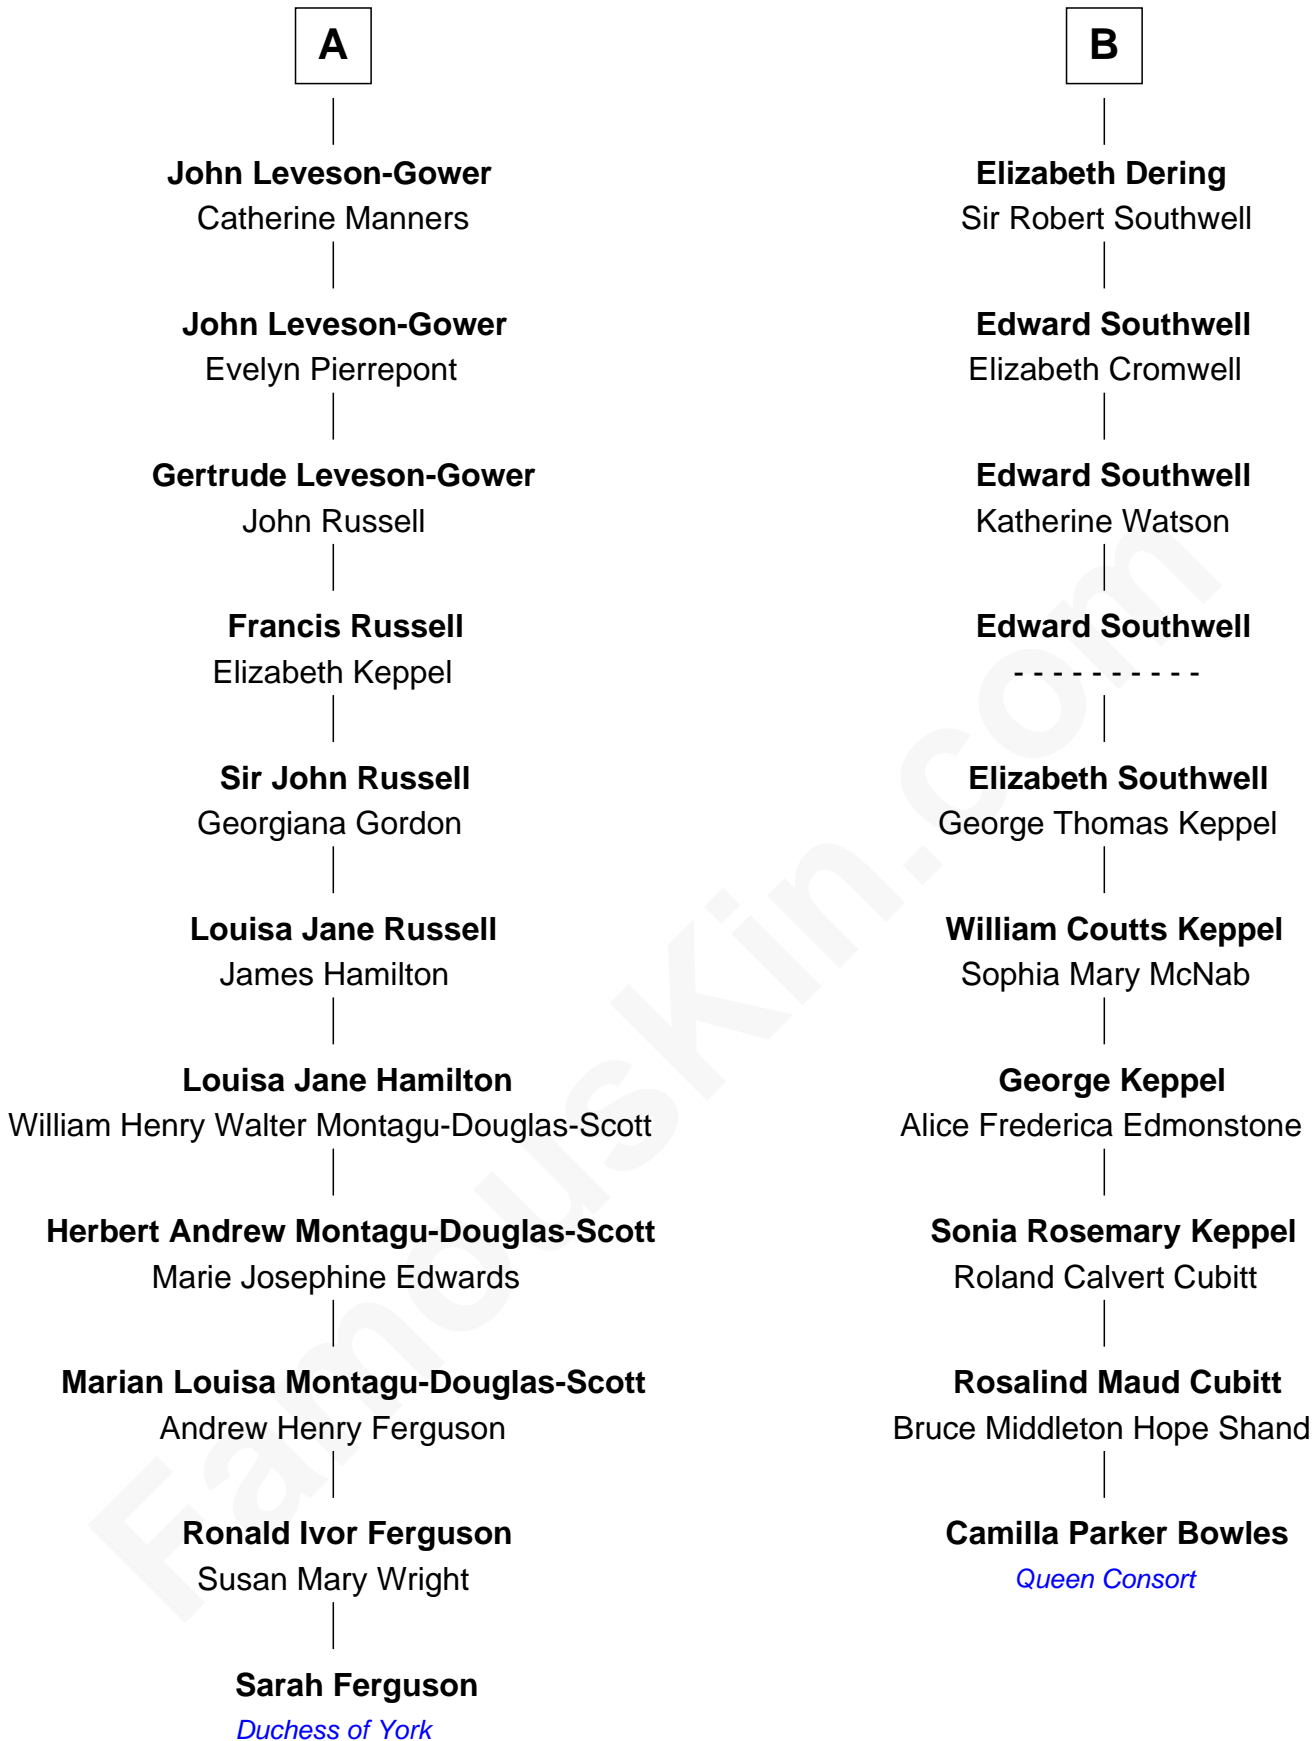 A
John Leveson-Gower
Catherine Manners
John Leveson-Gower
Evelyn Pierrepont
Gertrude Leveson-Gower
John Russell
Francis Russell
Elizabeth Keppel
Sir John Russell
Georgiana Gordon
Louisa Jane Russell
James Hamilton
Louisa Jane Hamilton
William Henry Walter Montagu-Douglas-Scott
Herbert Andrew Montagu-Douglas-Scott
Marie Josephine Edwards
Marian Louisa Montagu-Douglas-Scott
Andrew Henry Ferguson
Ronald Ivor Ferguson
Susan Mary Wright
Sarah Ferguson
Duchess of York
B
Elizabeth Dering
Sir Robert Southwell
Edward Southwell
Elizabeth Cromwell
Edward Southwell
Katherine Watson
Edward Southwell
- - - - - - - - - -
Elizabeth Southwell
George Thomas Keppel
William Coutts Keppel
Sophia Mary McNab
George Keppel
Alice Frederica Edmonstone
Sonia Rosemary Keppel
Roland Calvert Cubitt
Rosalind Maud Cubitt
Bruce Middleton Hope Shand
Camilla Parker Bowles
Queen Consort
FamousKin.com